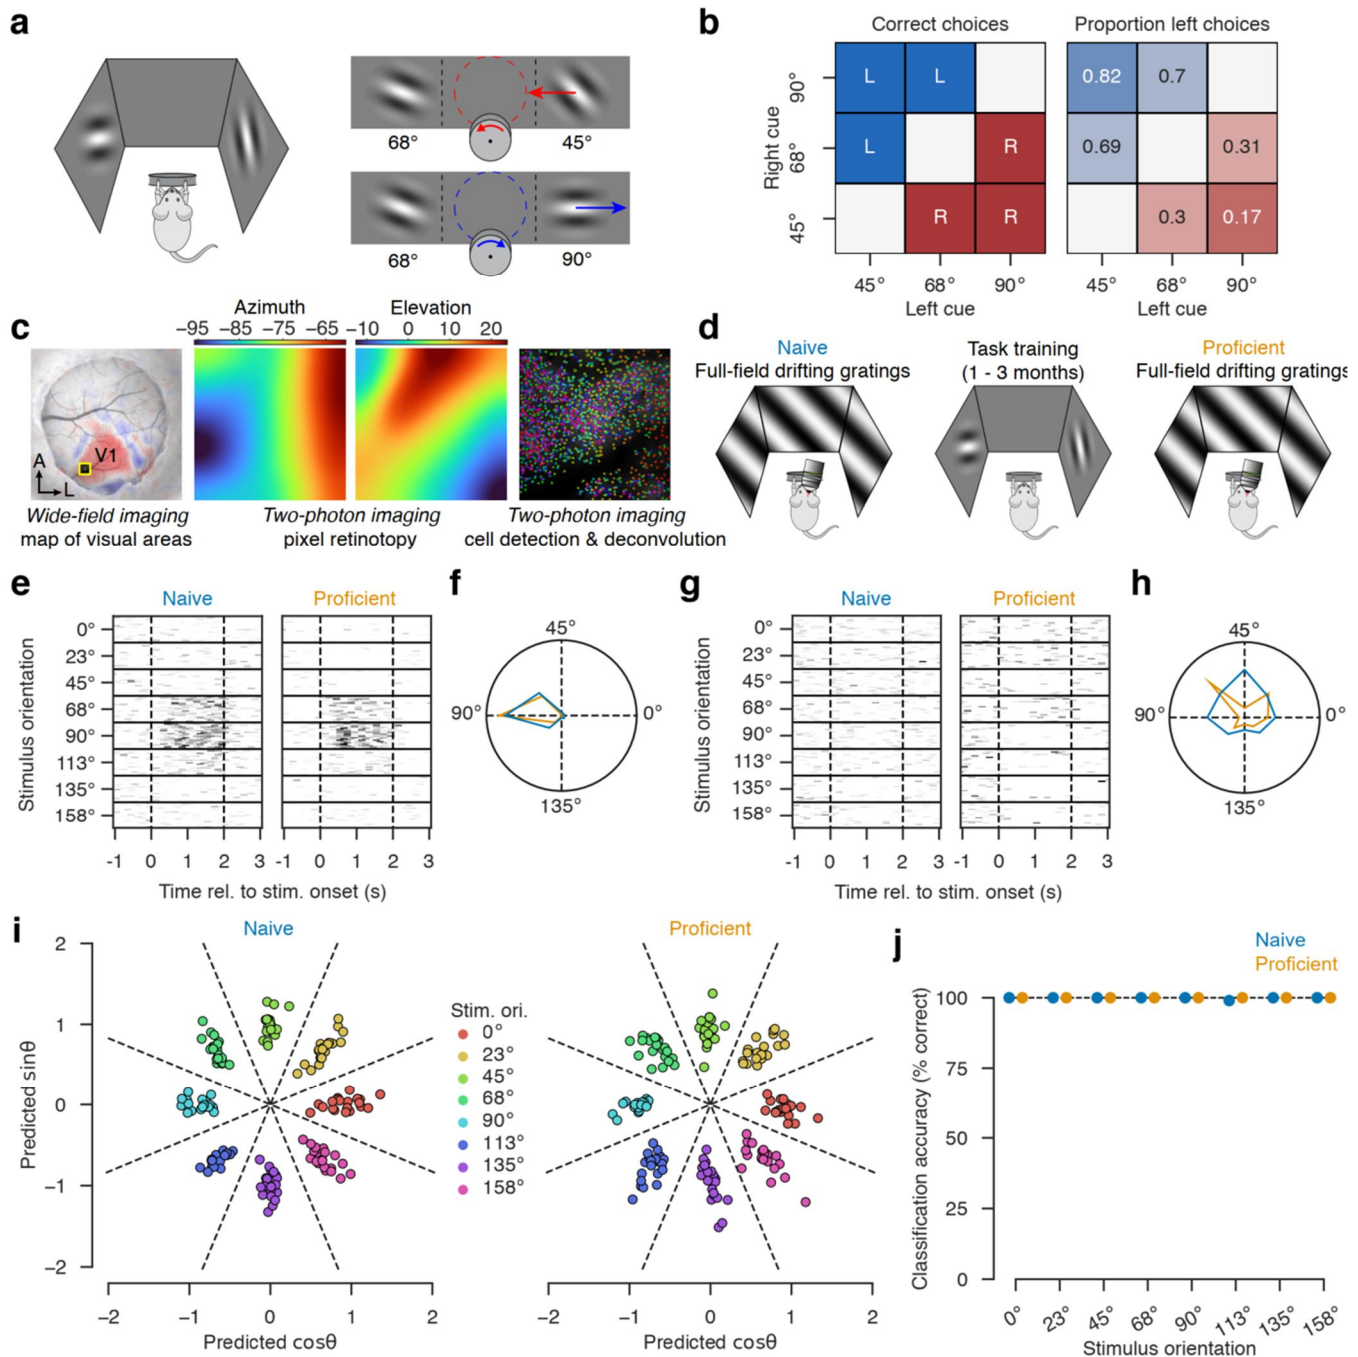 a
68°
45°
68°
90°
b
Correct choices
Proportion left choices
Right cue
90°
68°
45°
L
L
L
R
R
R
0.82
0.7
0.69
0.31
0.3
0.17
45°
68°
90°
45°
68°
90°
Left cue
Left cue
c
Azimuth
−95
−85
−75
−65
Elevation
−10
0
10
20
V1
A
L
Wide-field imaging
map of visual areas
Two-photon imaging
pixel retinotopy
Two-photon imaging
cell detection & deconvolution
d
Naive
Full-field drifting gratings
Task training
(1 - 3 months)
Proficient
Full-field drifting gratings
e
Naive
Proficient
Stimulus orientation
0°
23°
45°
68°
90°
113°
135°
158°
-1 0 1 2 3
-1 0 1 2 3
Time rel. to stim. onset (s)
f
45°
90°
0°
135°
g
Naive
Proficient
Stimulus orientation
0°
23°
45°
68°
90°
113°
135°
158°
-1 0 1 2 3
-1 0 1 2 3
Time rel. to stim. onset (s)
h
45°
90°
0°
135°
i
Naive
Proficient
Predicted sinθ
2
1
0
−1
−2
−2 −1 0 1 2
Predicted cosθ
Stim. ori.
0°
23°
45°
68°
90°
113°
135°
158°
−2 −1 0 1 2
Predicted cosθ
j
Naive
Proficient
Classification accuracy (% correct)
100
75
50
25
0
0°
23°
45°
68°
90°
113°
135°
158°
Stimulus orientation